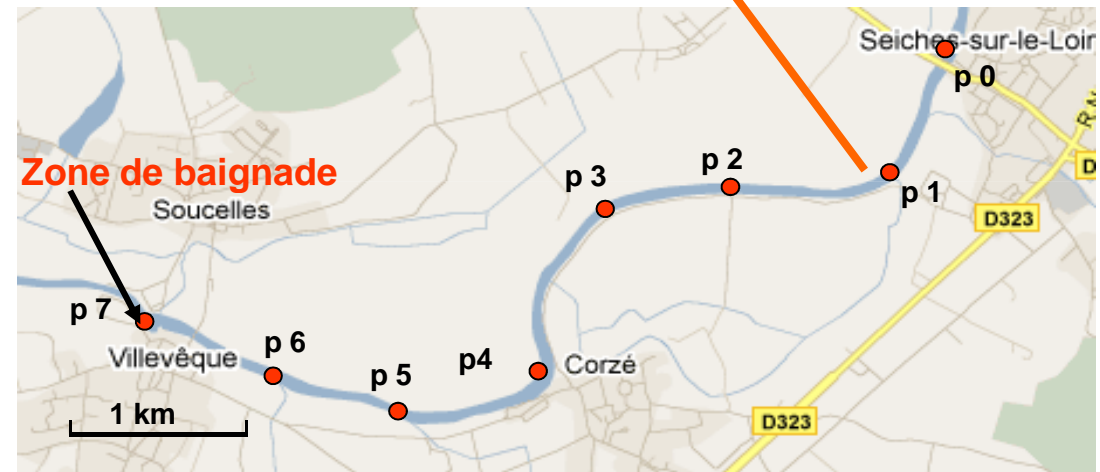 Seiches-sur-le-Loir
p 0
R N
D
Zone de baignade
p 2
p 3
p 1
Soucelles
D323
p 7
p 6
Villevêque
p4
Corzé
p 5
1 km
D323